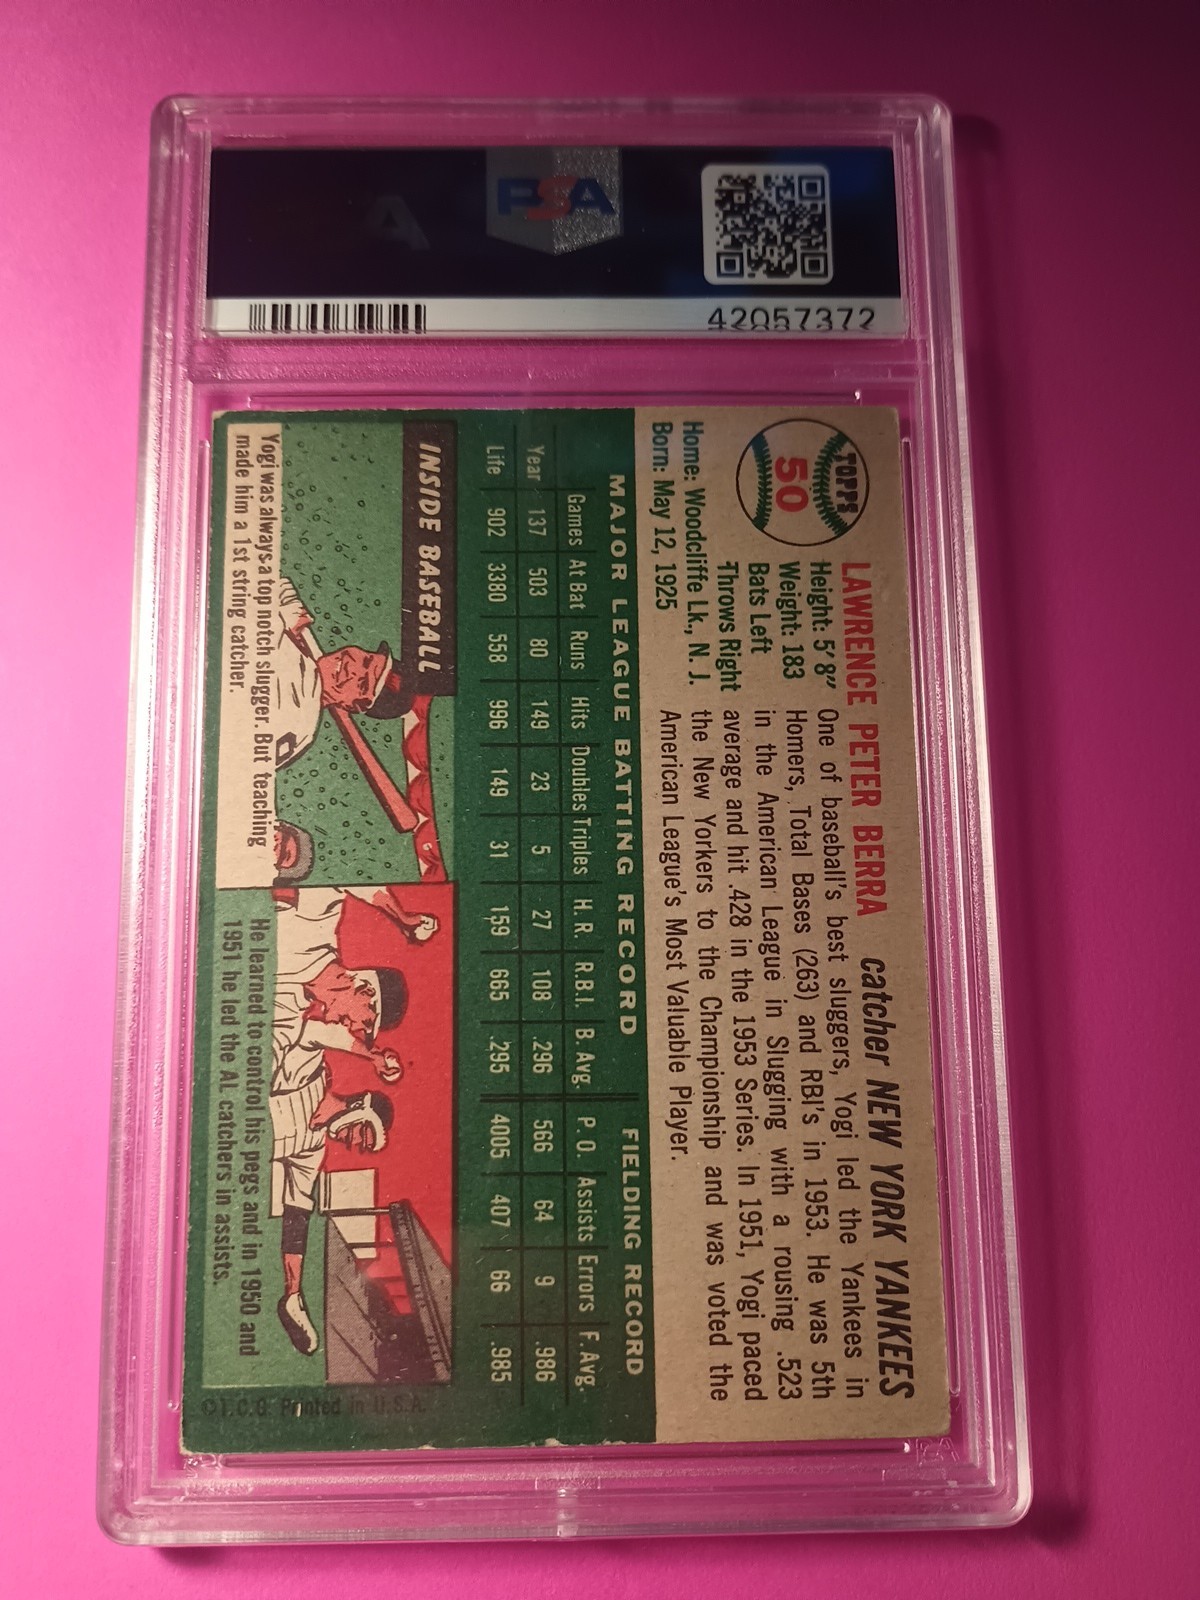 PSA
42057372
TOPPS
50
LAWRENCE PETER BERRA catcher NEW YORK YANKEES
Height: 5' 8"
Weight: 183
Bats Left
Throws Right
Home: Woodcliffe Lk., N. J.
Born: May 12, 1925
One of baseball's best sluggers, Yogi led the Yankees in
Homers, Total Bases (263) and RBI's in 1953. He was 5th
in the American League in Slugging with a rousing .523
average and hit .428 in the 1953 Series. In 1951, Yogi paced
the New Yorkers to the Championship and was voted the
American League's Most Valuable Player.
MAJOR LEAGUE BATTING RECORD FIELDING RECORD
Games At Bat Runs Hits Doubles Triples H. R. R.B.I. B. Avg. P. O. Assists Errors F. Avg.
Year 137 503 80 149 23 5 27 108 .296 566 64 9 .986
Life 902 3380 558 996 149 31 159 665 .295 4005 407 66 .985
INSIDE BASEBALL
Yogi was always a top notch slugger. But teaching
made him a 1st string catcher.
He learned to control his pegs and in 1950 and
1951 he led the AL catchers in assists.
©T.C.G. Printed in U.S.A.